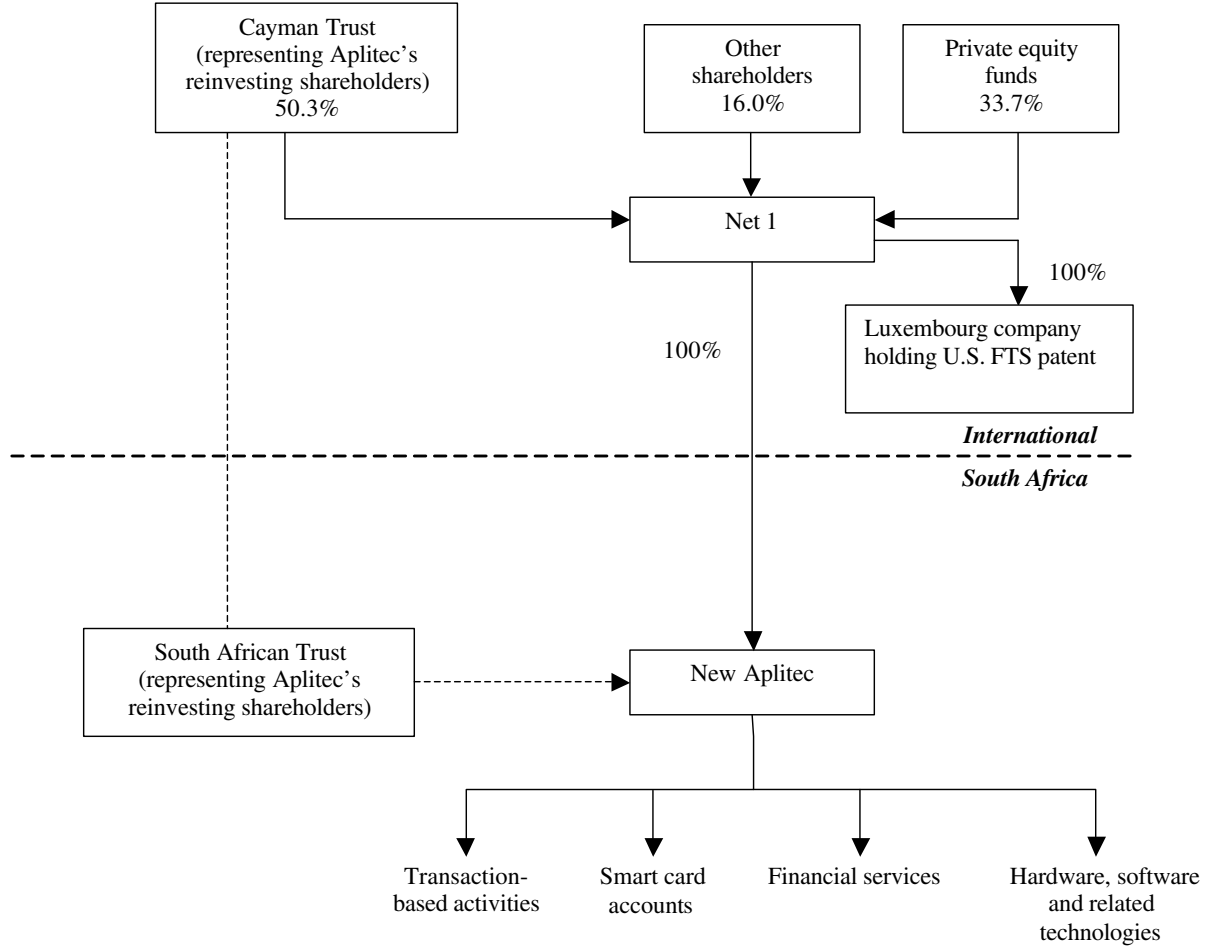 Cayman Trust
(representing Aplitec’s
reinvesting shareholders)
50.3%
Other
shareholders
16.0%
Private equity
funds
33.7%
Net 1
100%
Luxembourg company
holding U.S. FTS patent
100%
International
South Africa
South African Trust
(representing Aplitec’s
reinvesting shareholders)
New Aplitec
Transaction-
based activities
Smart card
accounts
Financial services
Hardware, software
and related
technologies